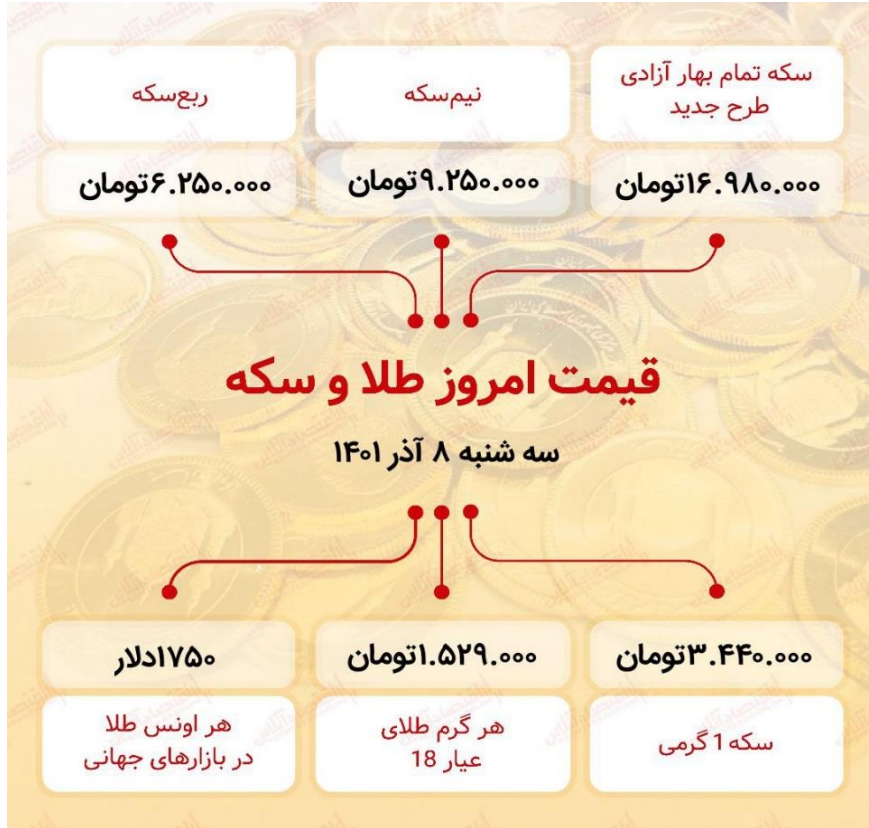 سکه تمام بهار آزادی
طرح جدید
۱۶.۹۸۰.۰۰۰تومان
نیم‌سکه
۹.۲۵۰.۰۰۰تومان
ربع‌سکه
۶.۲۵۰.۰۰۰تومان
قیمت امروز طلا و سکه
سه شنبه ۸ آذر ۱۴۰۱
۳.۴۴۰.۰۰۰تومان
سکه 1 گرمی
۱.۵۲۹.۰۰۰تومان
هر گرم طلای
عیار 18
۱۷۵۰دلار
هر اونس طلا
در بازارهای جهانی